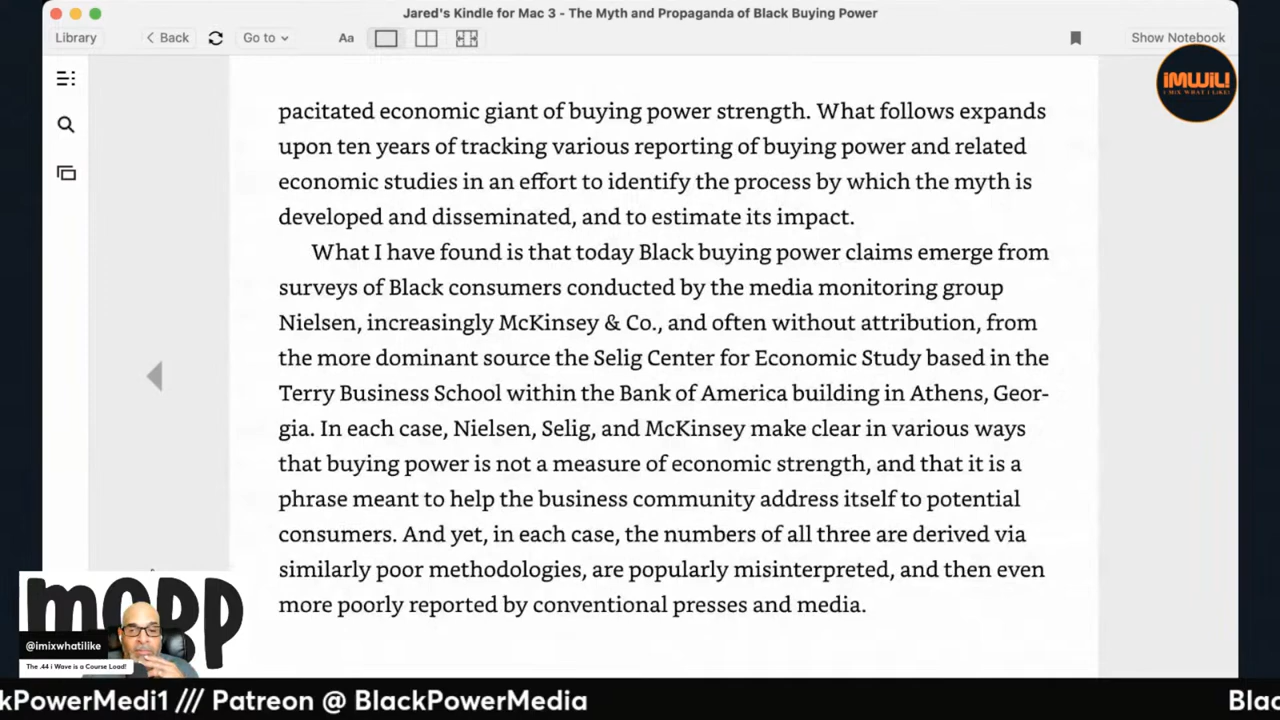 Jared's Kindle for Mac 3 - The Myth and Propaganda of Black Buying Power
Library
Back
Go to
Aa
Show Notebook
iMWiL!
I MIX WHAT I LIKE!
pacitated economic giant of buying power strength. What follows expands
upon ten years of tracking various reporting of buying power and related
economic studies in an effort to identify the process by which the myth is
developed and disseminated, and to estimate its impact.
What I have found is that today Black buying power claims emerge from
surveys of Black consumers conducted by the media monitoring group
Nielsen, increasingly McKinsey & Co., and often without attribution, from
the more dominant source the Selig Center for Economic Study based in the
Terry Business School within the Bank of America building in Athens, Geor-
gia. In each case, Nielsen, Selig, and McKinsey make clear in various ways
that buying power is not a measure of economic strength, and that it is a
phrase meant to help the business community address itself to potential
consumers. And yet, in each case, the numbers of all three are derived via
similarly poor methodologies, are popularly misinterpreted, and then even
more poorly reported by conventional presses and media.
@imixwhatilike
The .44 i Wave is a Course Load!
kPowerMedi1 /// Patreon @ BlackPowerMedia
Blac